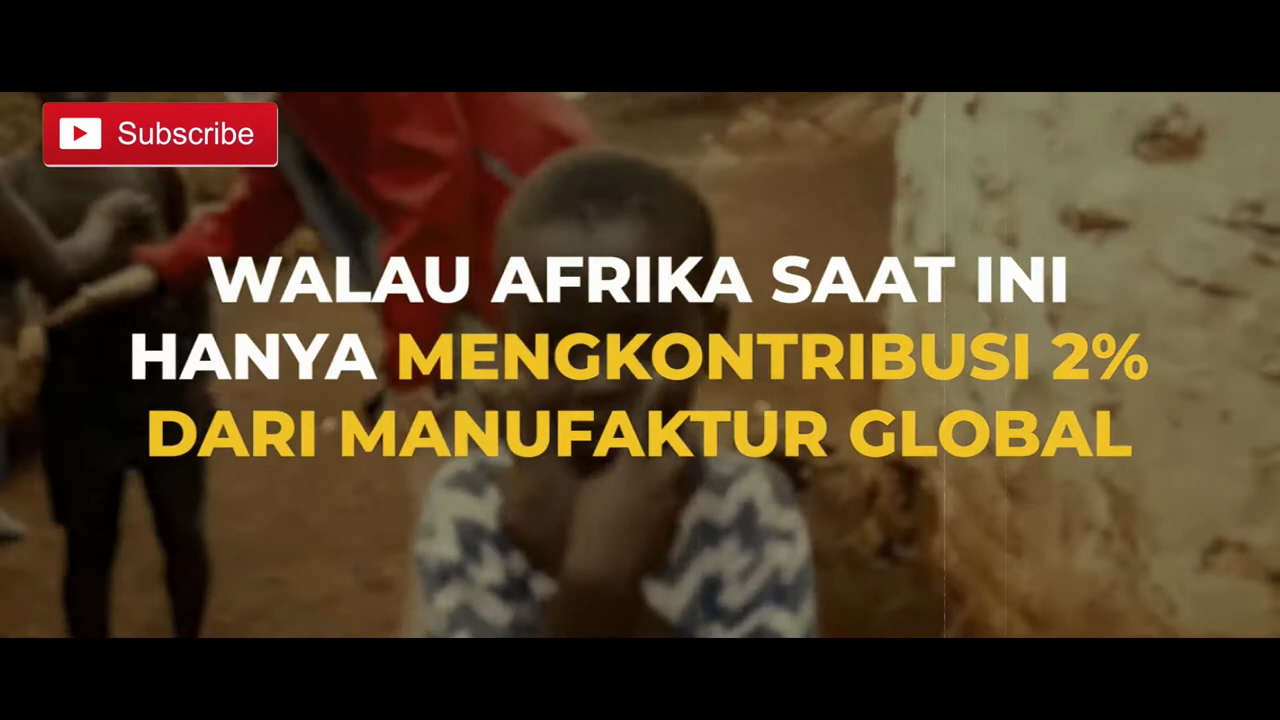 Subscribe
WALAU AFRIKA SAAT INI
HANYA MENGKONTRIBUSI 2%
DARI MANUFAKTUR GLOBAL